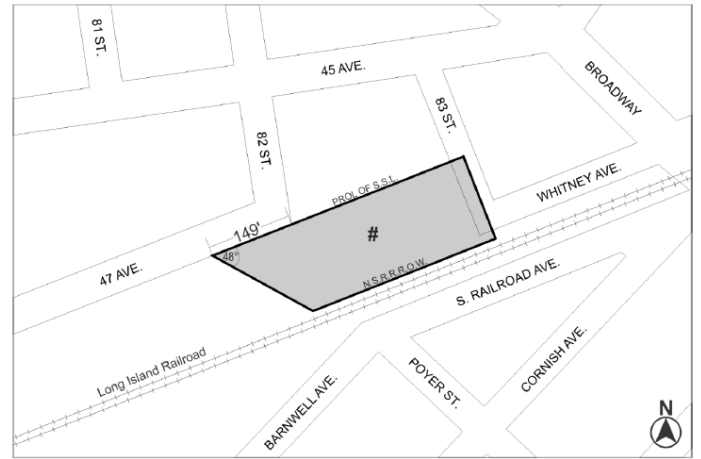 81 ST.
45 AVE.
BROADWAY
83 ST.
82 ST.
PROL OF S.S.L.
WHITNEY AVE.
149'
#
48°
47 AVE.
N.S.R.R.R.O.W.
S. RAILROAD AVE.
Long Island Railroad
CORNISH AVE.
POYER ST.
BARNWELL AVE.
N